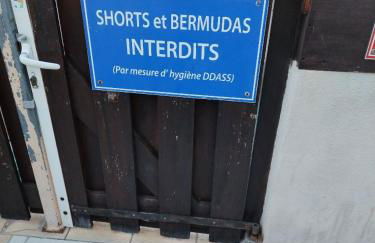 SHORTS et BERMUDAS
INTERDITS
(Par mesure d' hygiène DDASS)